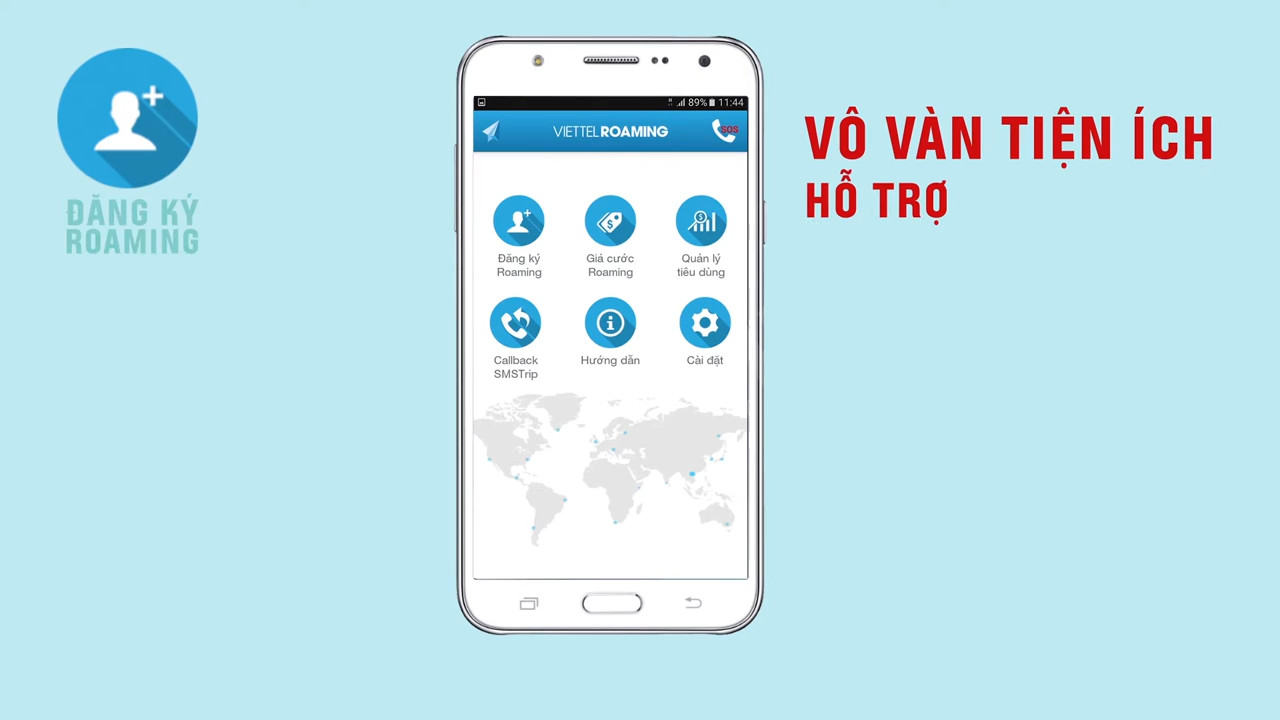 ĐĂNG KÝ
ROAMING
89% 11:44
VIETTEL ROAMING
SOS
Đăng ký
Roaming
Giá cước
Roaming
Quản lý
tiêu dùng
Callback
SMSTrip
Hướng dẫn
Cài đặt
VÔ VÀN TIỆN ÍCH
HỖ TRỢ